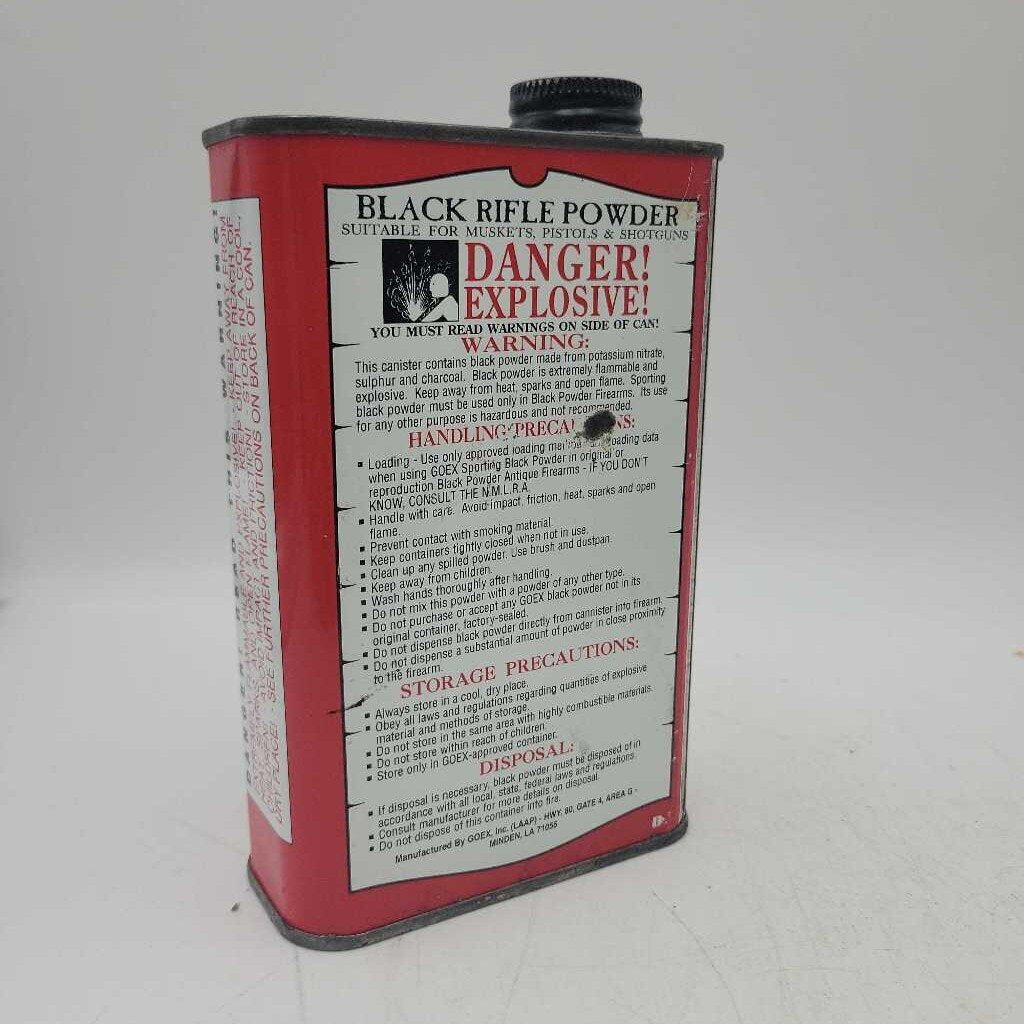 BLACK RIFLE POWDER
SUITABLE FOR MUSKETS, PISTOLS & SHOTGUNS
DANGER!
EXPLOSIVE!
YOU MUST READ WARNINGS ON SIDE OF CAN!
WARNING:
This canister contains black powder made from potassium nitrate,
sulphur and charcoal. Black powder is extremely flammable and
explosive. Keep away from heat, sparks and open flame. Sporting
black powder must be used only in Black Powder Firearms. Its use
for any other purpose is hazardous and not recommended.
HANDLING
▪ Loading - Use only approved loading loading data
when using GOEX Sporting Black Powder in original or
reproduction Black Powder Antique Firearms - IF YOU DON'T
KNOW, CONSULT THE N.M.L.R.A.
▪ Handle with care. Avoid impact, friction, heat, sparks and open
flame.
▪ Prevent contact with smoking material.
▪ Keep containers tightly closed when not in use.
▪ Clean up any spilled powder. Use brush and dustpan.
▪ Keep away from children.
▪ Wash hands thoroughly after handling.
▪ Do not mix this powder with a powder of any other type.
▪ Do not purchase or accept any GOEX black powder not in its
original container, factory-sealed.
▪ Do not dispense black powder directly from cannister into firearm.
▪ Do not dispense a substantial amount of powder in close proximity
to the firearm.
STORAGE PRECAUTIONS:
▪ Always store in a cool, dry place.
▪ Obey all laws and regulations regarding quantities of explosive
material and methods of storage.
▪ Do not store in the same area with highly combustible materials.
▪ Do not store within reach of children.
▪ Store only in GOEX-approved container.
DISPOSAL:
▪ If disposal is necessary, black powder must be disposed of in
accordance with all local, state, federal laws and regulations.
▪ Consult manufacturer for more details on disposal.
▪ Do not dispose of this container into fire.
Manufactured By GOEX, Inc. (LAAP) - HWY. 80, GATE 4, AREA G -
MINDEN, LA 71055
READ THIS WARNING!
KEEP AWAY FROM
KEEP OUT OF REACH OF
STORE IN A COOL,
PLACE. SEE FURTHER PRECAUTIONS ON BACK OF CAN.